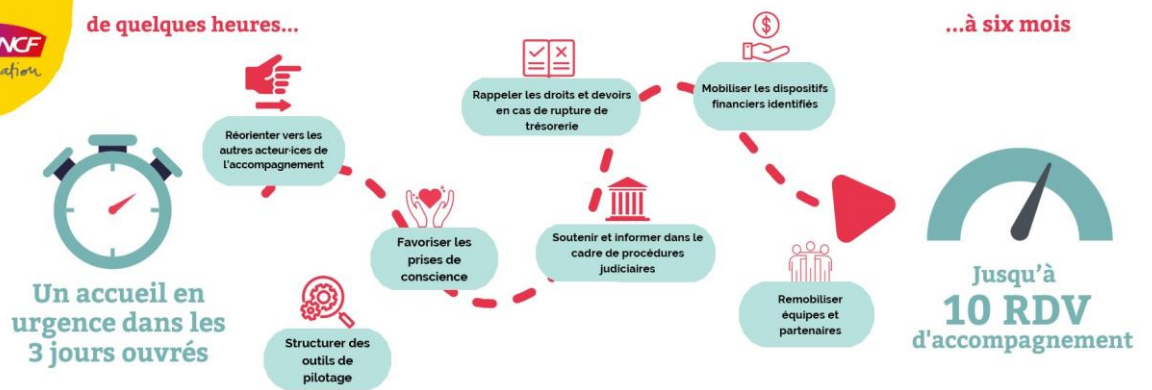 NCF
ation
de quelques heures...
...à six mois
Réorienter vers les
autres acteur·ices de
l'accompagnement
Rappeler les droits et devoirs
en cas de rupture de
trésorerie
Mobiliser les dispositifs
financiers identifiés
Favoriser les
prises de
conscience
Soutenir et informer dans le
cadre de procédures
judiciaires
Structurer des
outils de
pilotage
Remobiliser
équipes et
partenaires
Un accueil en
urgence dans les
3 jours ouvrés
Jusqu'à
10 RDV
d'accompagnement